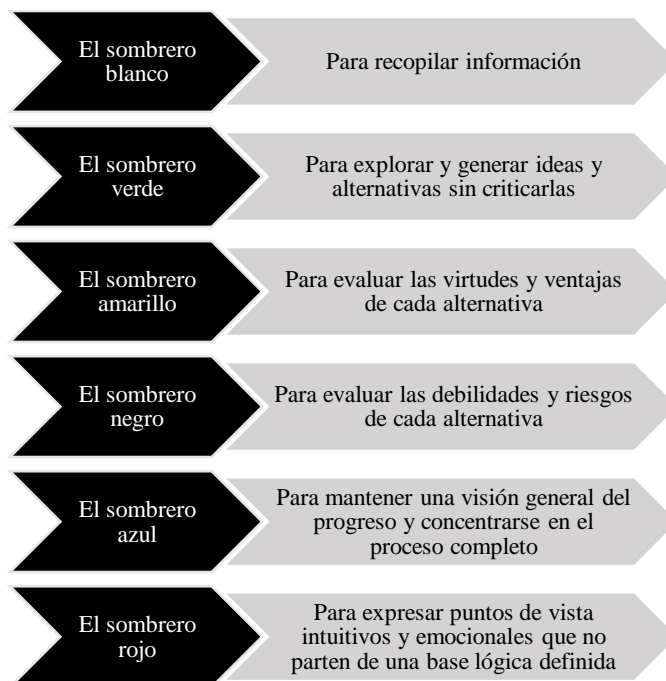 El sombrero
blanco
Para recopilar información
El sombrero
verde
Para explorar y generar ideas y
alternativas sin criticarlas
El sombrero
amarillo
Para evaluar las virtudes y ventajas
de cada alternativa
El sombrero
negro
Para evaluar las debilidades y riesgos
de cada alternativa
El sombrero
azul
Para mantener una visión general del
progreso y concentrarse en el
proceso completo
El sombrero
rojo
Para expresar puntos de vista
intuitivos y emocionales que no
parten de una base lógica definida